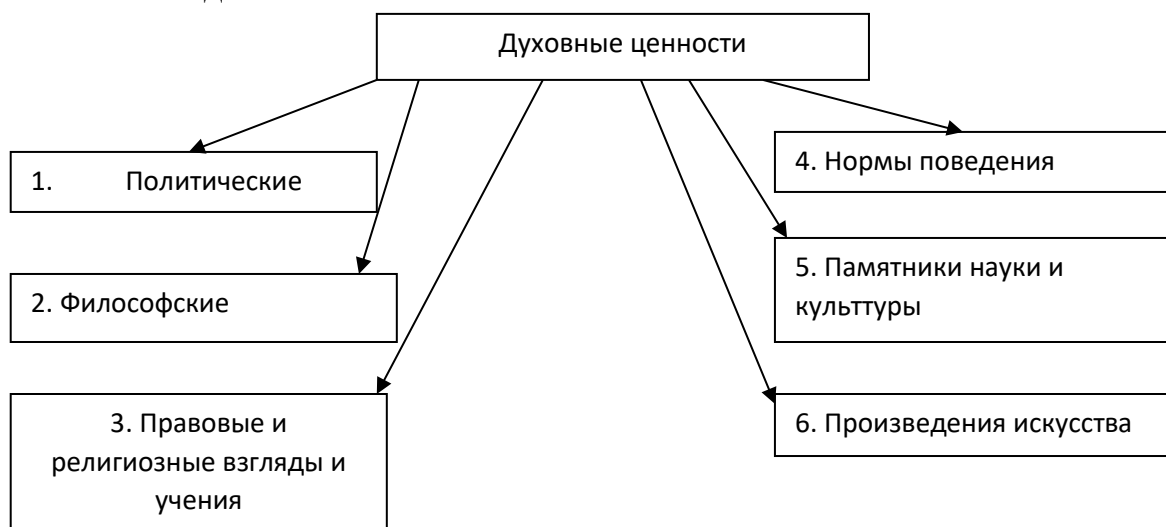 Духовные ценности
1. Политические
2. Философские
3. Правовые и
религиозные взгляды и
учения
4. Нормы поведения
5. Памятники науки и
культтуры
6. Произведения искусства